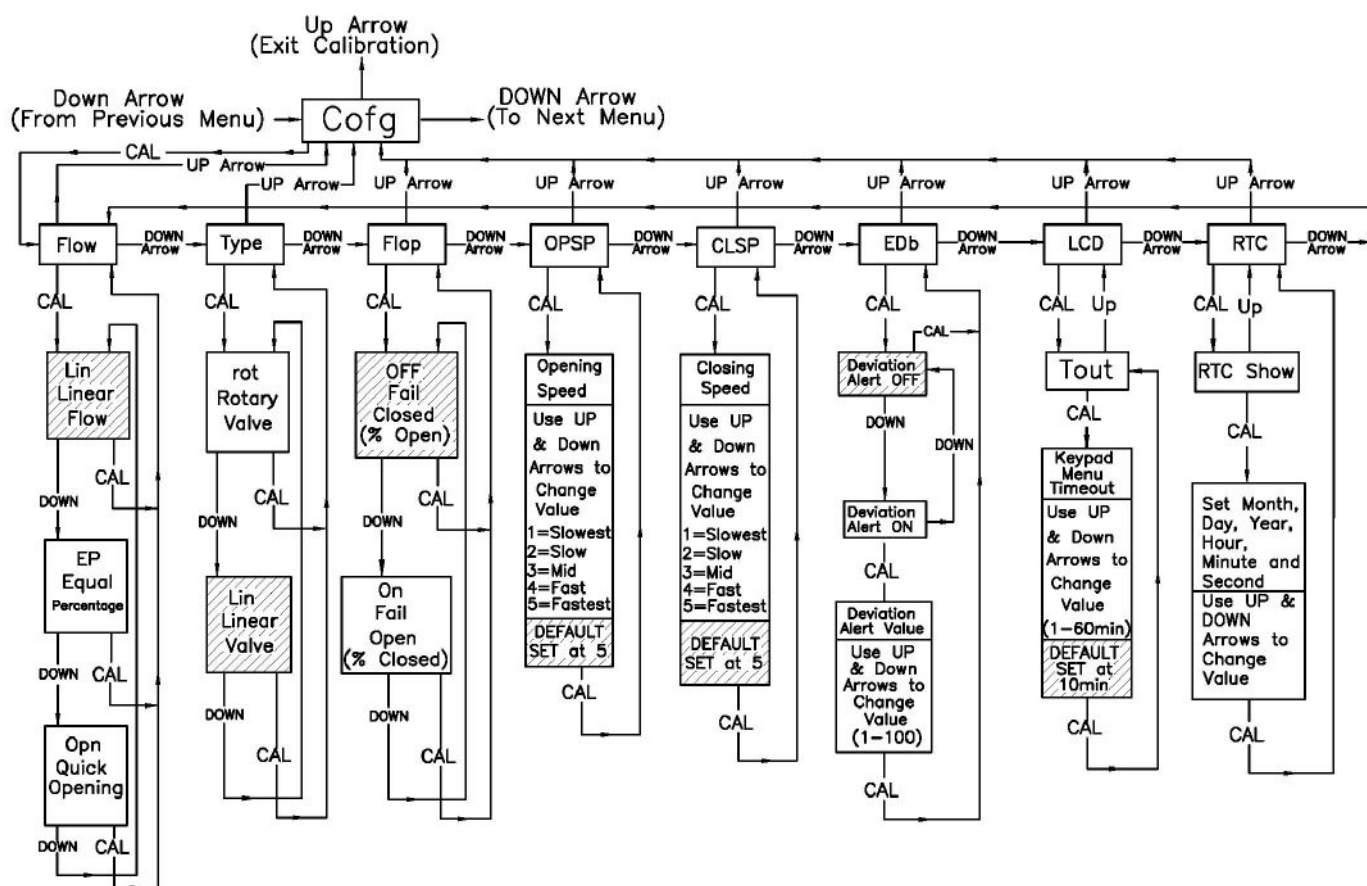 Up Arrow
(Exit Calibration)
Down Arrow
(From Previous Menu)
Cofg
DOWN Arrow
(To Next Menu)
CAL
UP Arrow
UP Arrow
UP Arrow
UP Arrow
UP Arrow
UP Arrow
UP Arrow
UP Arrow
Flow
DOWN
Arrow
Type
DOWN
Arrow
Flop
DOWN
Arrow
OPSP
DOWN
Arrow
CLSP
DOWN
Arrow
EDb
DOWN
Arrow
LCD
DOWN
Arrow
RTC
DOWN
Arrow
CAL
Lin
Linear
Flow
CAL
DOWN
EP
Equal
Percentage
CAL
DOWN
Opn
Quick
Opening
DOWN
CAL
CAL
rot
Rotary
Valve
CAL
DOWN
Lin
Linear
Valve
DOWN
CAL
CAL
OFF
Fail
Closed
(% Open)
CAL
DOWN
On
Fail
Open
(% Closed)
DOWN
CAL
CAL
Opening
Speed
Use UP
& Down
Arrows to
Change
Value
1=Slowest
2=Slow
3=Mid
4=Fast
5=Fastest
DEFAULT
SET at 5
CAL
CAL
Closing
Speed
Use UP
& Down
Arrows to
Change
Value
1=Slowest
2=Slow
3=Mid
4=Fast
5=Fastest
DEFAULT
SET at 5
CAL
CAL
CAL
Deviation
Alert OFF
DOWN
DOWN
Deviation
Alert ON
CAL
Deviation
Alert Value
Use UP
& Down
Arrows to
Change
Value
(1-100)
CAL
CAL
Up
Tout
CAL
Keypad
Menu
Timeout
Use UP
& Down
Arrows to
Change
Value
(1-60min)
DEFAULT
SET at
10min
CAL
CAL
Up
RTC Show
CAL
Set Month,
Day, Year,
Hour,
Minute and
Second
Use UP &
DOWN
Arrows to
Change
Value
CAL